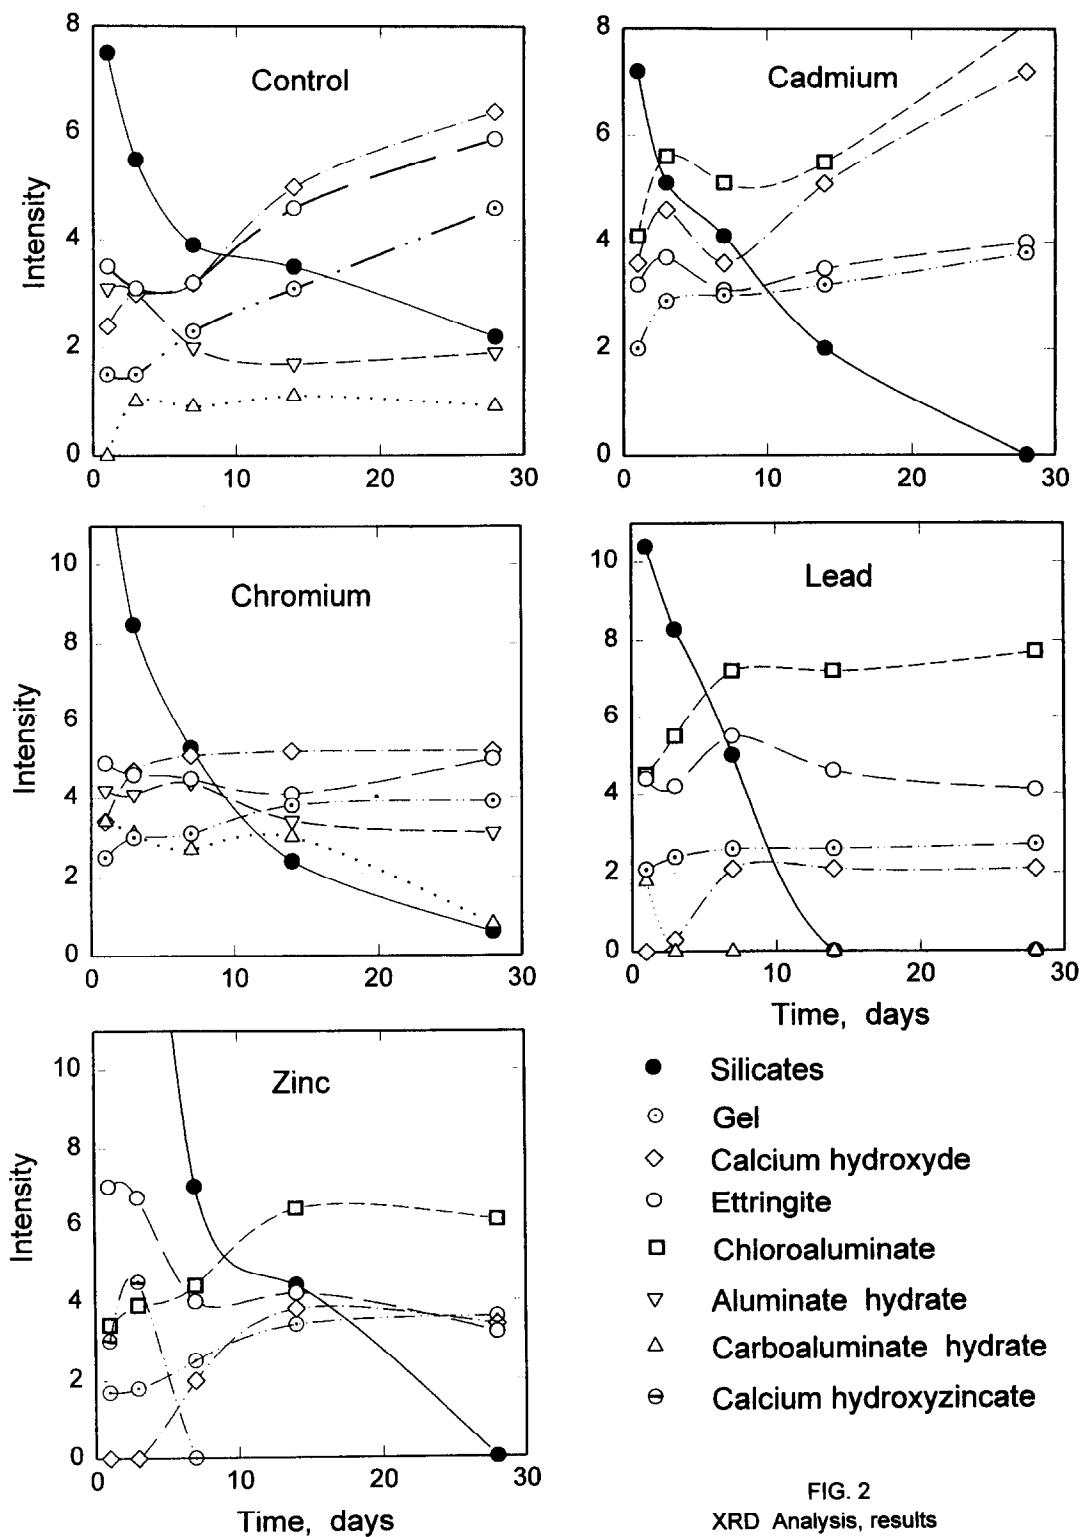 Control
8
6
4
2
0
Intensity
0 10 20 30
Cadmium
8
6
4
2
0
0 10 20 30
Chromium
10
8
6
4
2
0
Intensity
0 10 20 30
Lead
10
8
6
4
2
0
0 10 20 30
Time, days
Zinc
10
8
6
4
2
0
Intensity
0 10 20 30
Time, days
Silicates
Gel
Calcium hydroxyde
Ettringite
Chloroaluminate
Aluminate hydrate
Carboaluminate hydrate
Calcium hydroxyzincate
FIG. 2
XRD Analysis, results